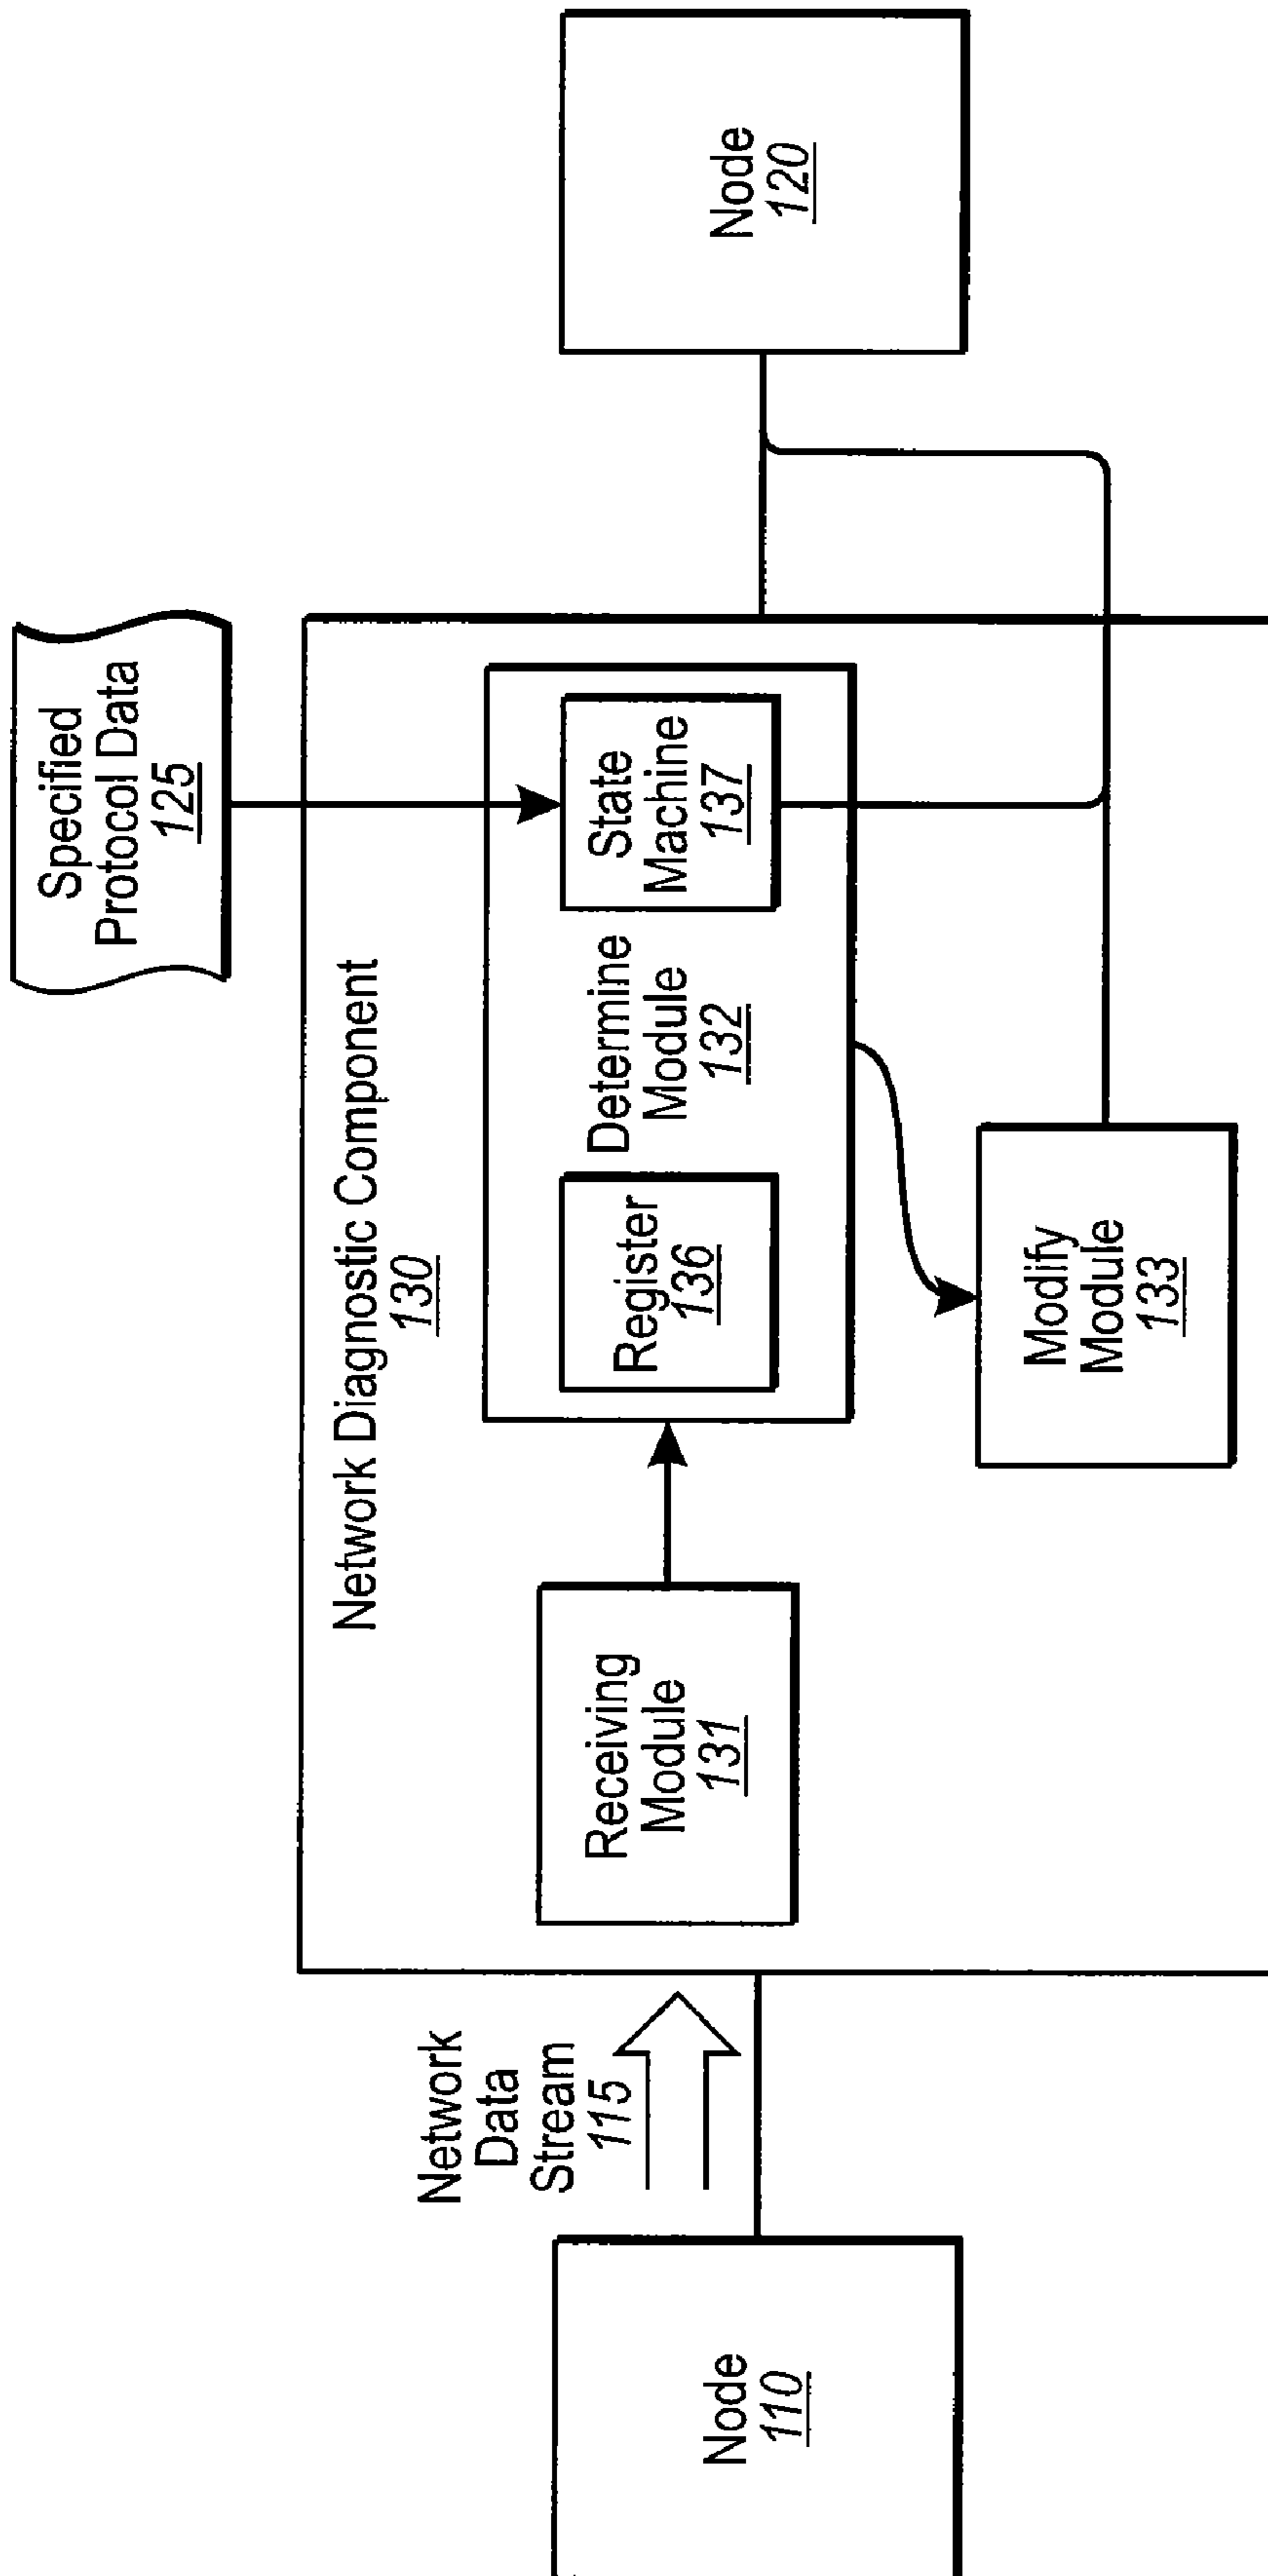 Specified
Protocol Data
125
Network Diagnostic Component
130
Network
Data
Stream
115
Node
110
Receiving
Module
131
Register
136
Determine
Module
132
State
Machine
137
Modify
Module
133
Node
120